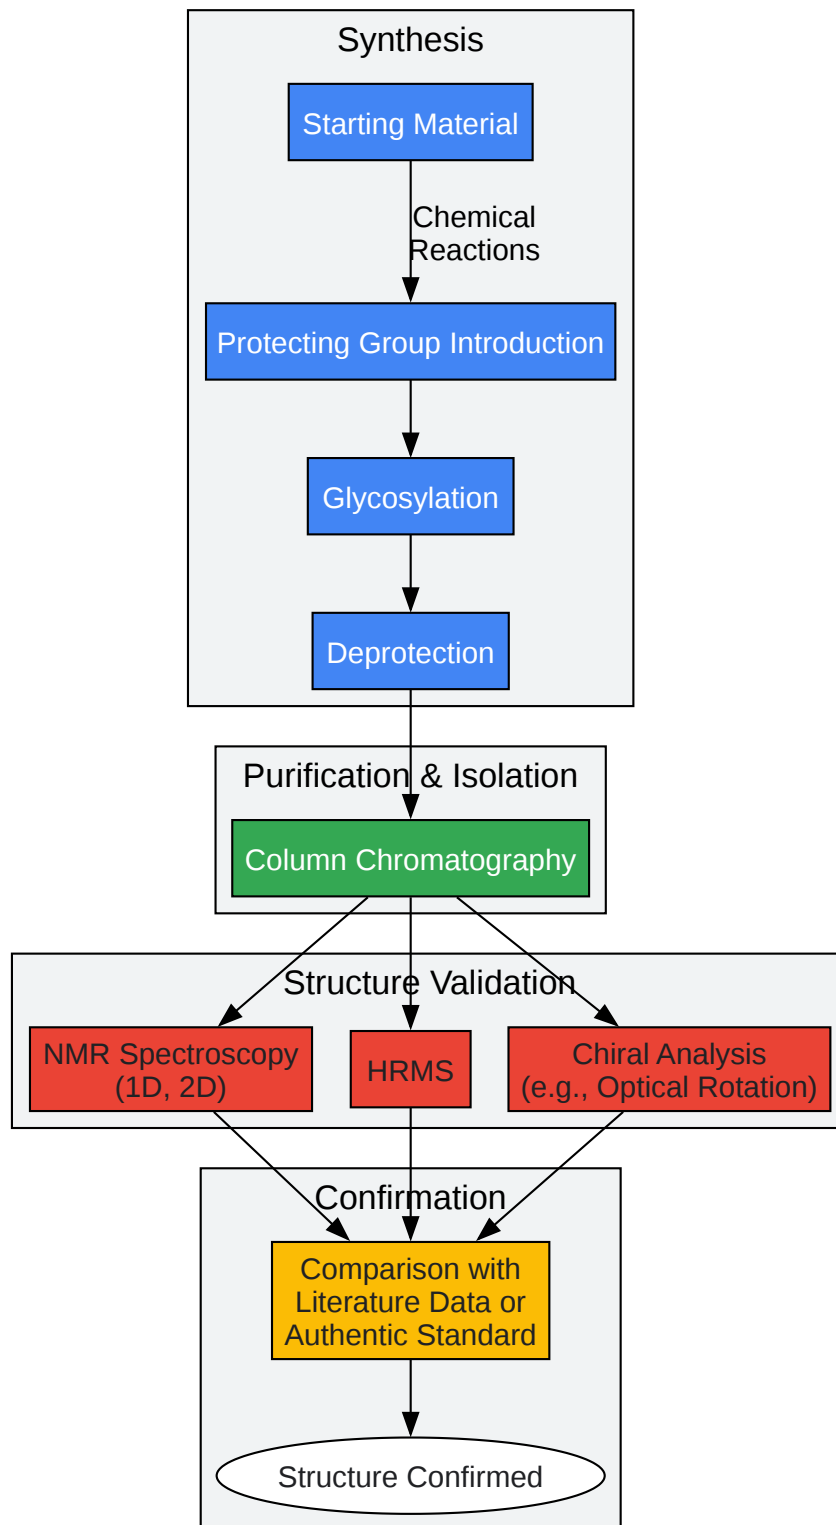 Synthesis
Starting Material
Chemical
Reactions
Protecting Group Introduction
Glycosylation
Deprotection
Purification & Isolation
Column Chromatography
Structure Validation
NMR Spectroscopy
(1D, 2D)
HRMS
Chiral Analysis
(e.g., Optical Rotation)
Confirmation
Comparison with
Literature Data or
Authentic Standard
Structure Confirmed